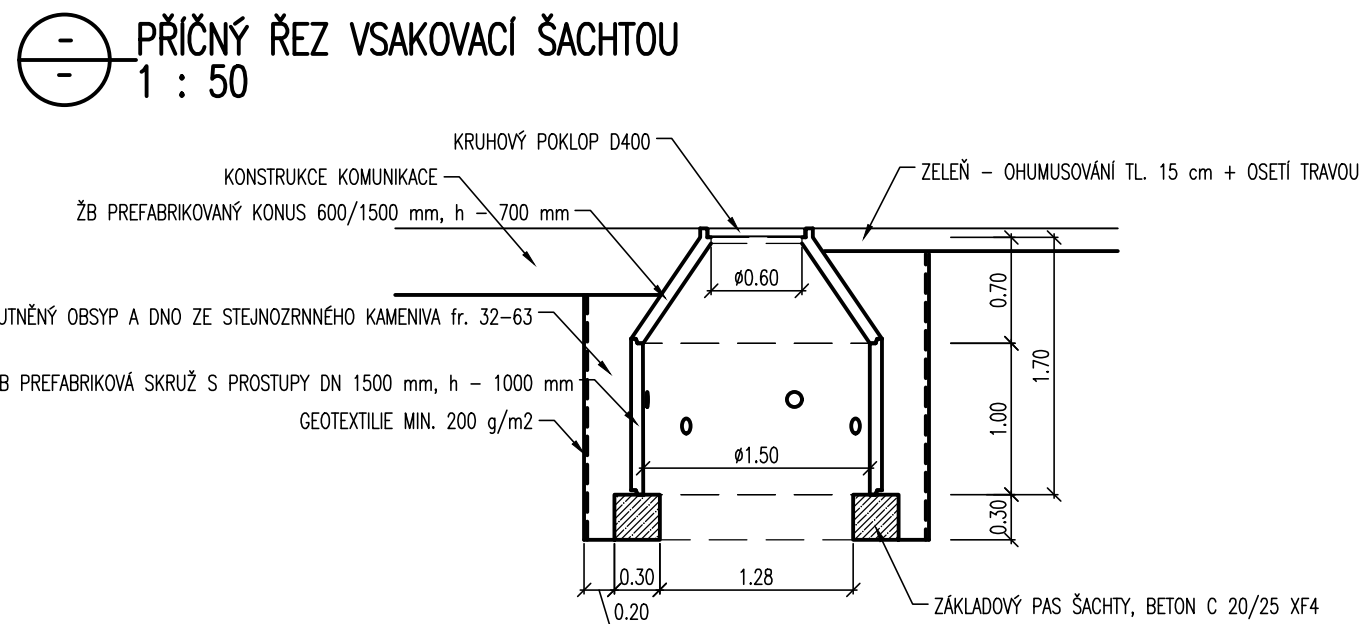 -
-
PŘÍČNÝ ŘEZ VSAKOVACÍ ŠACHTOU
1 : 50
KRUHOVÝ POKLOP D400
ZELEŇ - OHUMUSOVÁNÍ TL. 15 cm + OSETÍ TRAVOU
KONSTRUKCE KOMUNIKACE
ŽB PREFABRIKOVANÝ KONUS 600/1500 mm, h - 700 mm
ø0.60
0.70
UTNĚNÝ OBSYP A DNO ZE STEJNOZRNNÉHO KAMENIVA fr. 32-63
1.70
B PREFABRIKOVÁ SKRUŽ S PROSTUPY DN 1500 mm, h - 1000 mm
1.00
GEOTEXTILIE MIN. 200 g/m2
ø1.50
0.30
0.30
1.28
0.20
ZÁKLADOVÝ PAS ŠACHTY, BETON C 20/25 XF4